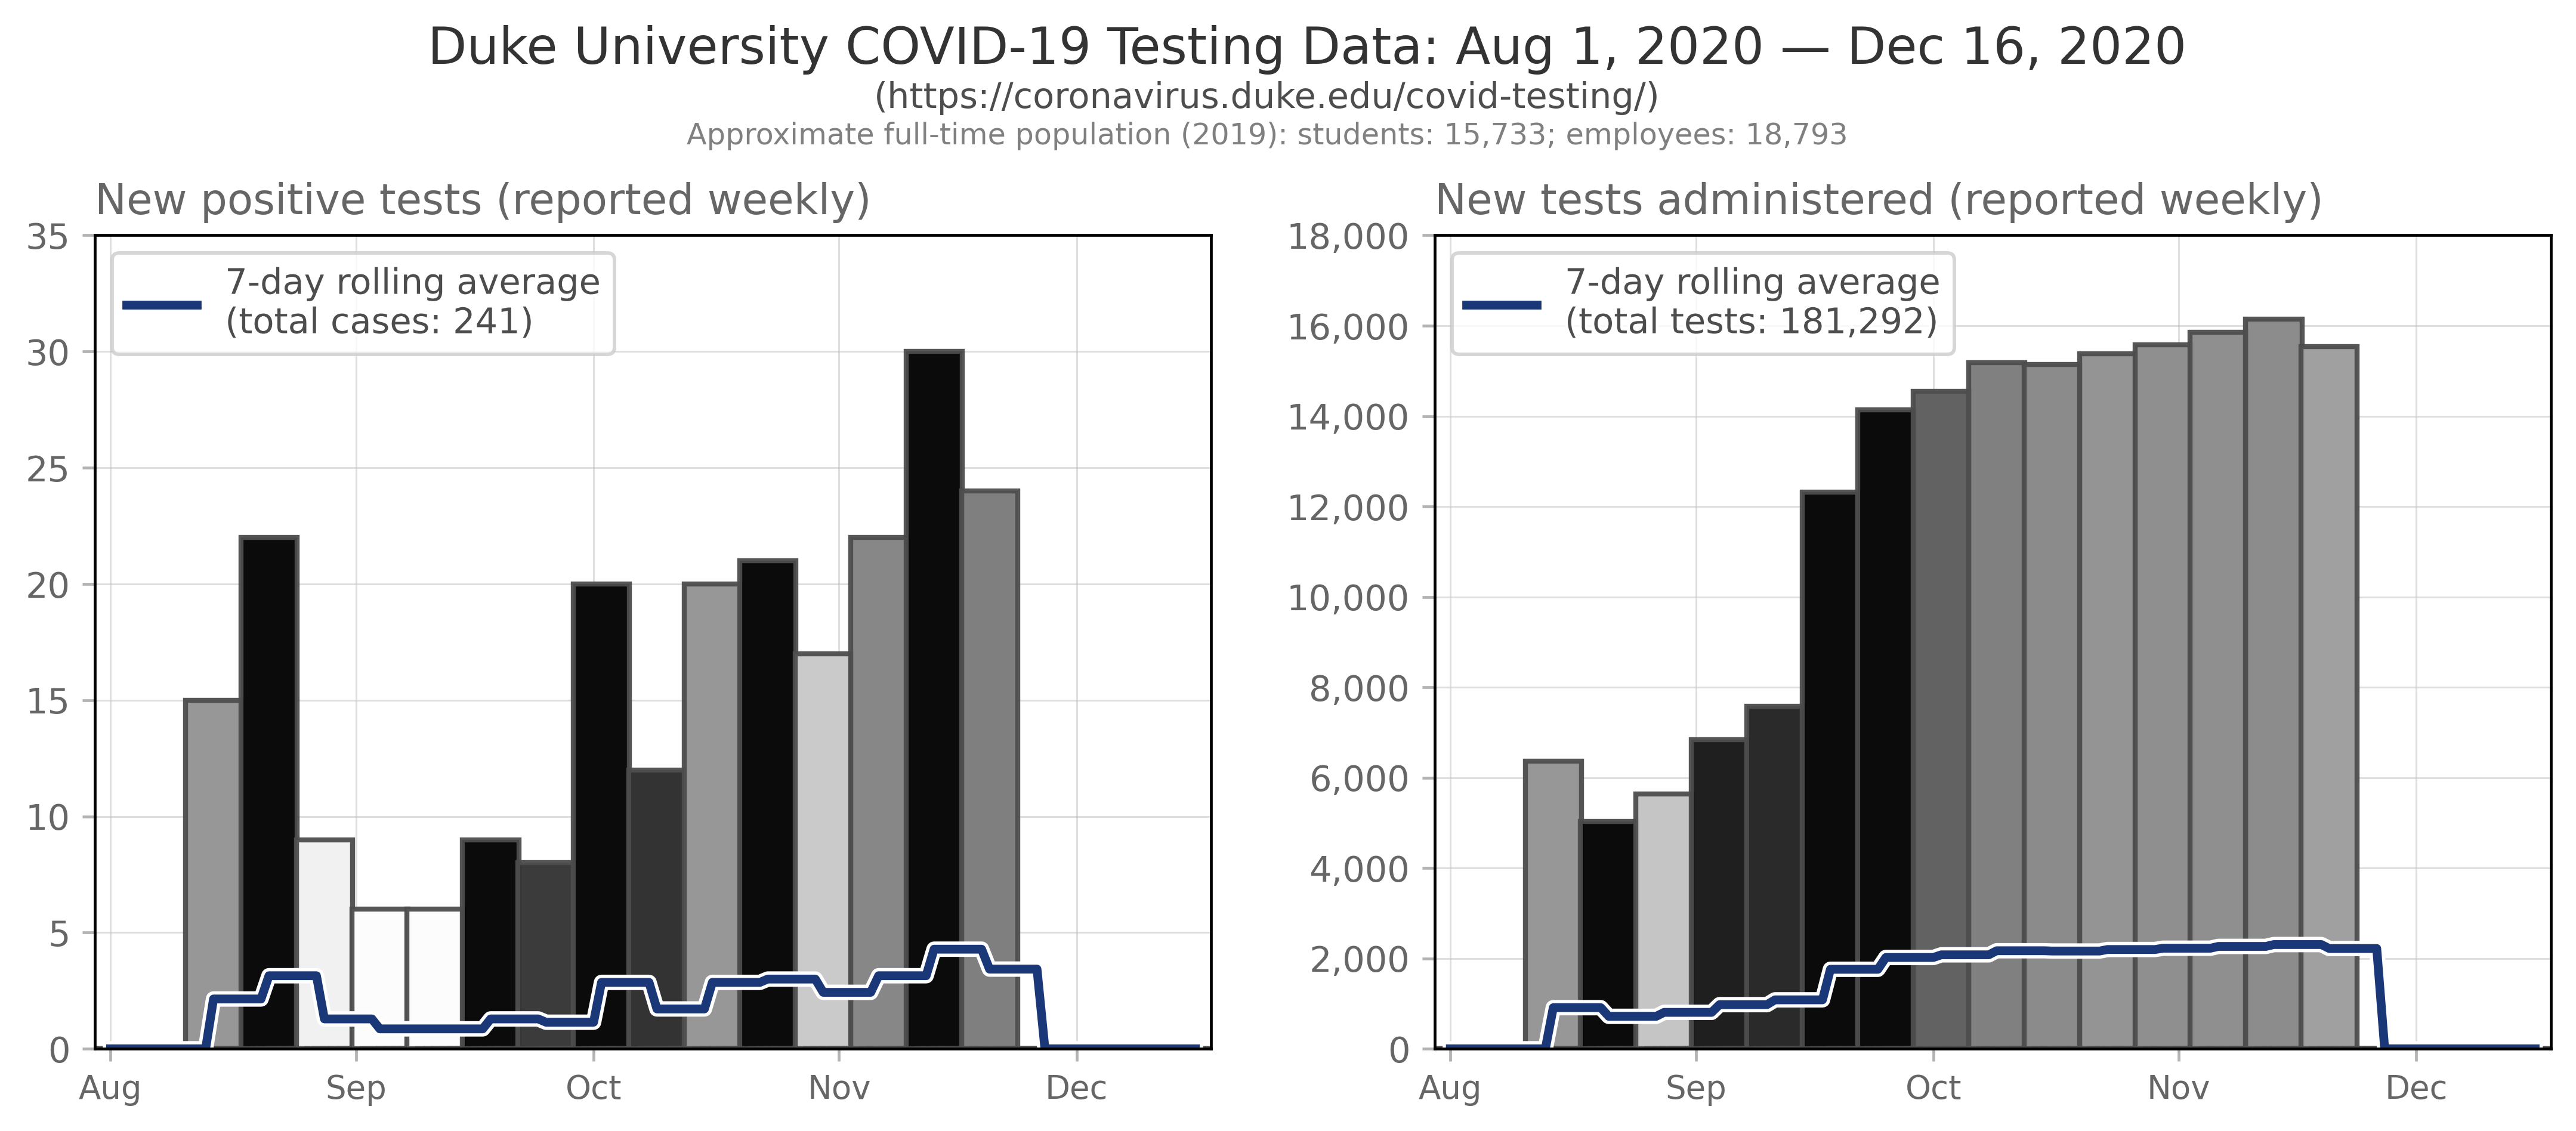 Duke University COVID-19 Testing Data: Aug 1, 2020 — Dec 16, 2020
(https://coronavirus.duke.edu/covid-testing/)
Approximate full-time population (2019): students: 15,733; employees: 18,793
New positive tests (reported weekly)
35
30
25
20
15
10
5
0
7-day rolling average
(total cases: 241)
Aug Sep Oct Nov Dec
New tests administered (reported weekly)
18,000
16,000
14,000
12,000
10,000
8,000
6,000
4,000
2,000
0
7-day rolling average
(total tests: 181,292)
Aug Sep Oct Nov Dec